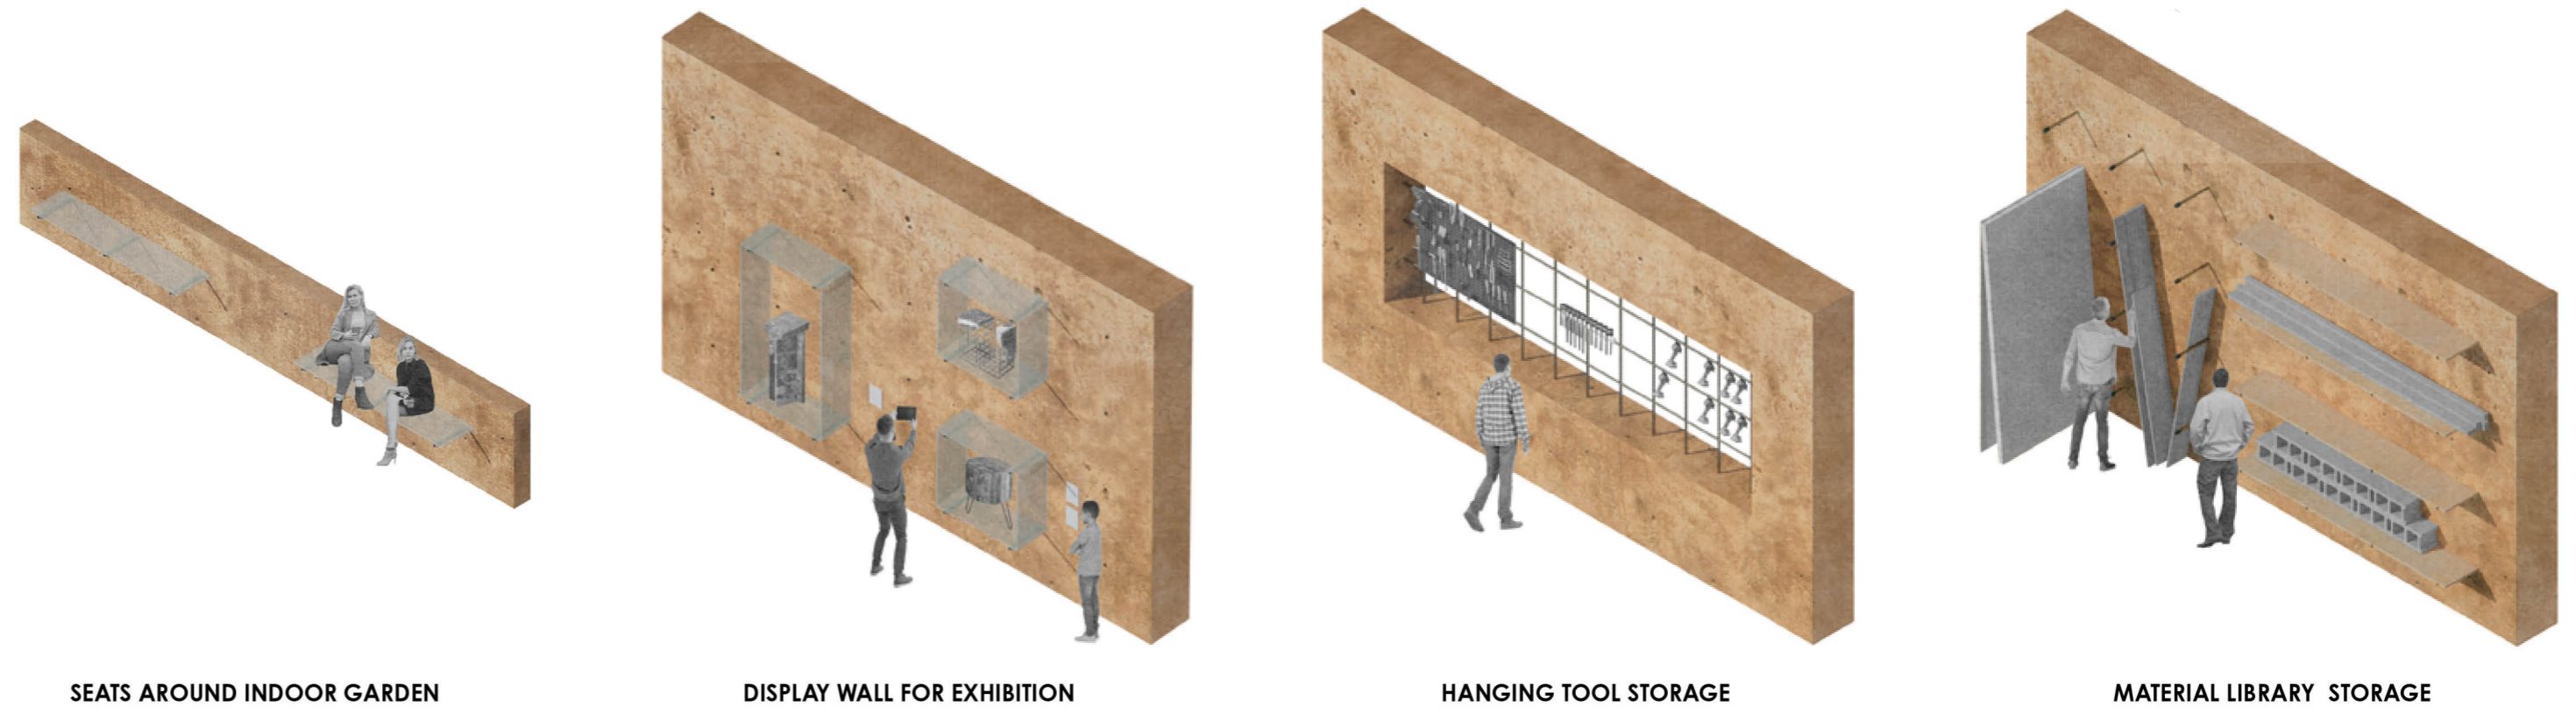 SEATS AROUND INDOOR GARDEN
DISPLAY WALL FOR EXHIBITION
HANGING TOOL STORAGE
MATERIAL LIBRARY  STORAGE